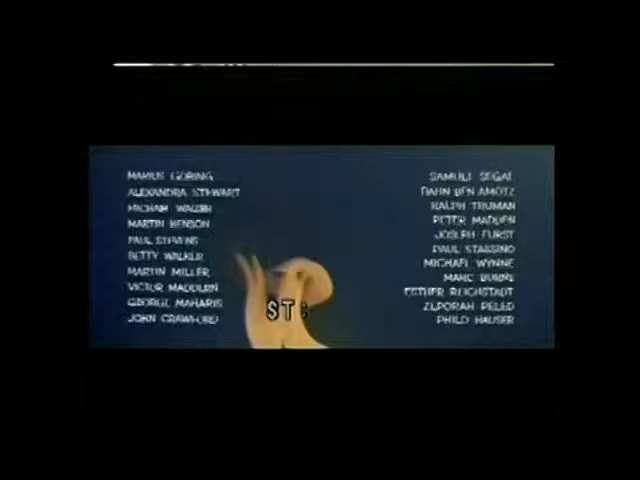 MARIUS GORING
ALEXANDRA STEWART
MICHAEL WAGER
MARTIN BENSON
PAUL STEVENS
BETTY WALKER
MARTIN MILLER
VICTOR MADDERN
GEORGE MAHARIS
JOHN CRAWFORD
SAMUEL SEGAL
DAHN BEN AMOTZ
RALPH TRUMAN
PETER MADDEN
JOSEPH FURST
PAUL STASSINO
MICHAEL WYNNE
MARC BURNS
ESTHER REICHSTADT
ZEPORAH PELED
PHILO HAUSER
ST: